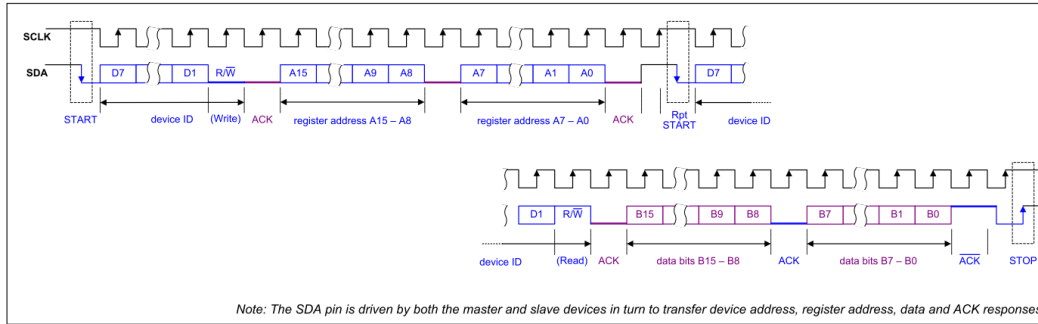 SCLK
SDA D7 D1 R/W̅ A15 A9 A8 A7 A1 A0 D7
START device ID (Write) ACK register address A15 – A8 register address A7 – A0 ACK Rpt START device ID
D1 R/W̅ B15 B9 B8 B7 B1 B0
device ID (Read) ACK data bits B15 – B8 ACK data bits B7 – B0 A̅C̅K̅ STOP
Note: The SDA pin is driven by both the master and slave devices in turn to transfer device address, register address, data and ACK responses